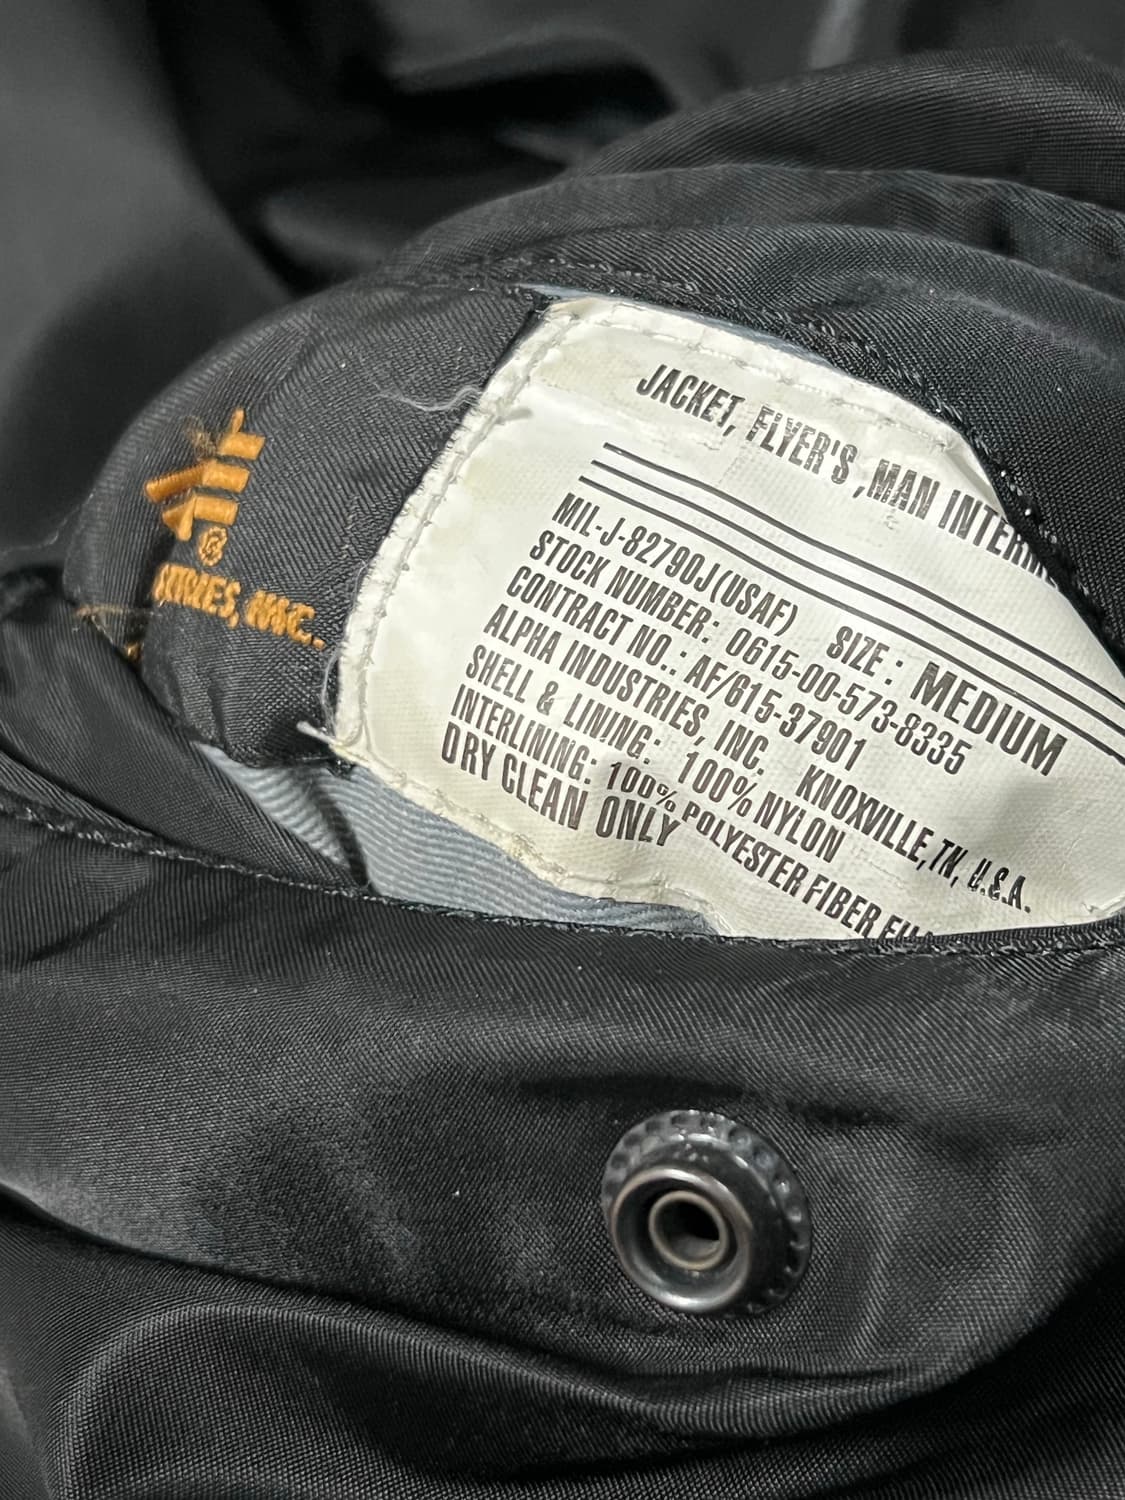 JACKET, FLYER'S, MAN INTERM
MIL-J-82790J(USAF) SIZE: MEDIUM
STOCK NUMBER: 0615-00-573-8335
CONTRACT NO.: AF/615-37901
ALPHA INDUSTRIES, INC. KNOXVILLE, TN, U.S.A.
SHELL & LINING: 100% NYLON
INTERLINING: 100% POLYESTER FIBER
DRY CLEAN ONLY
®
INC.